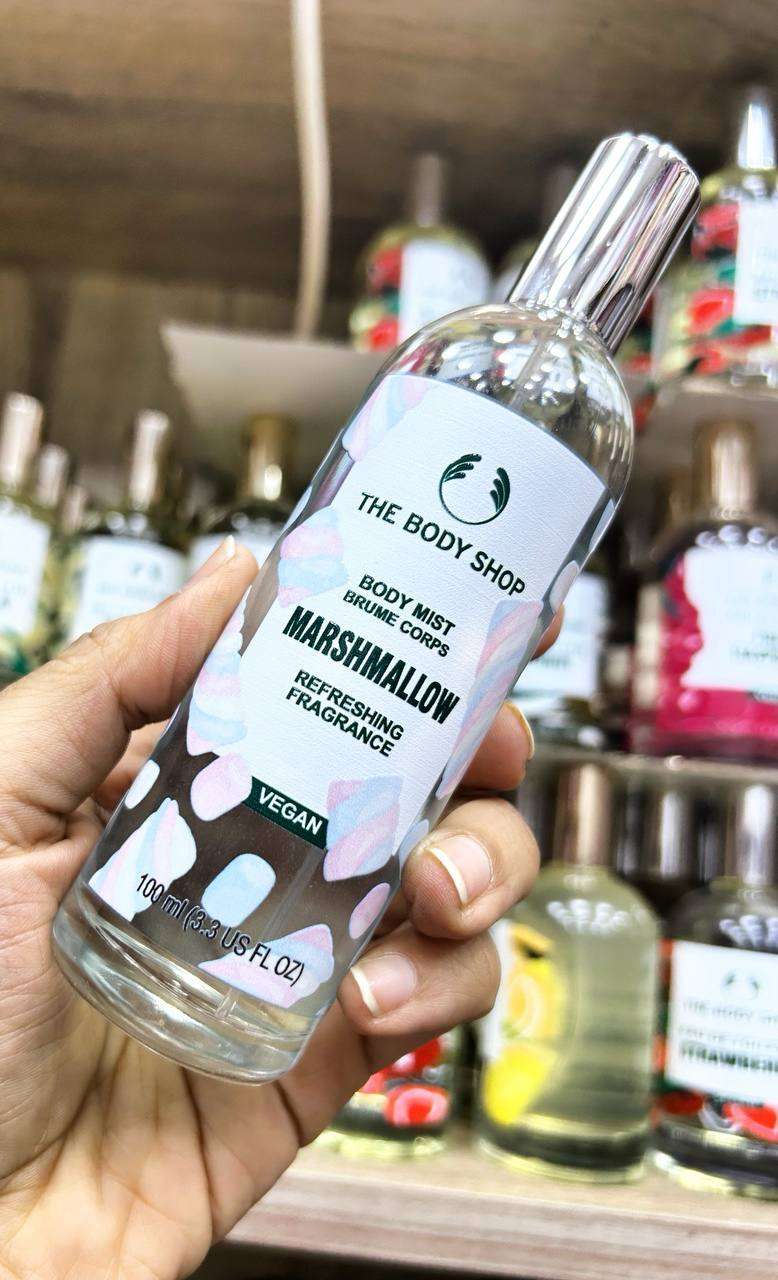 THE BODY SHOP
BODY MIST
BRUME CORPS
MARSHMALLOW
REFRESHING
FRAGRANCE
VEGAN
100 ml (3.3 US FL OZ)